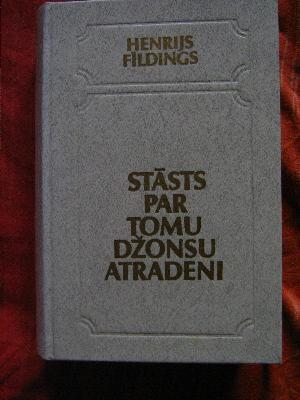 HENRIJS
FĪLDINGS
STĀSTS
PAR
TOMU
DŽONSU
ATRADENI